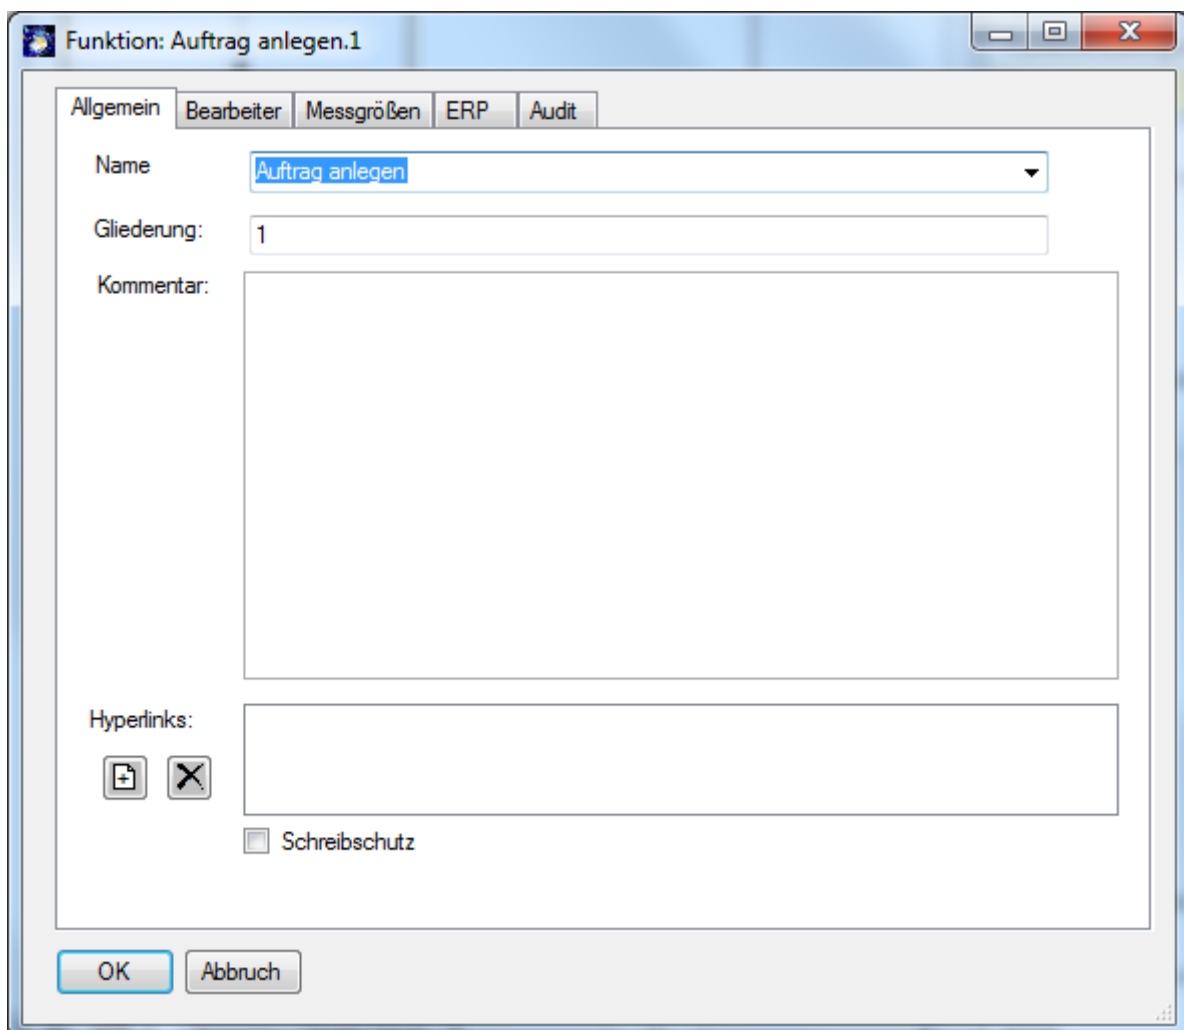 Funktion: Auftrag anlegen.1
Allgemein Bearbeiter Messgrößen ERP Audit
Name Auftrag anlegen
Gliederung: 1
Kommentar:
Hyperlinks:
Schreibschutz
OK Abbruch